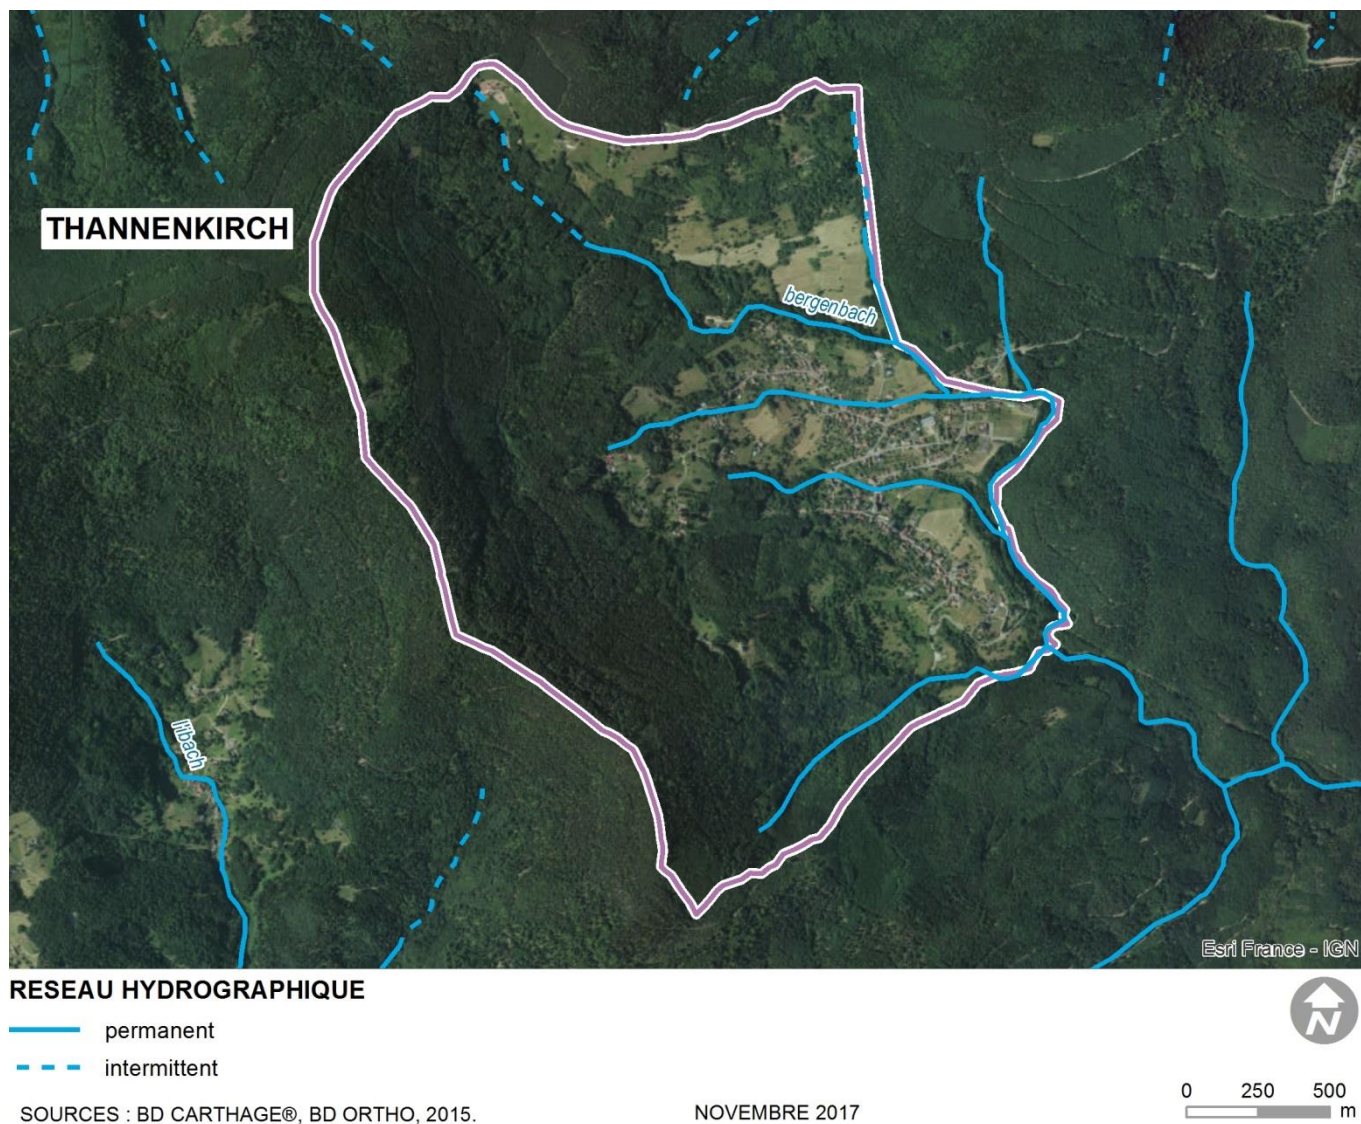 THANNENKIRCH
bergenbach
l'ibach
Esri France - IGN
RESEAU HYDROGRAPHIQUE
permanent
intermittent
N
0 250 500
m
SOURCES : BD CARTHAGE®, BD ORTHO, 2015.
NOVEMBRE 2017